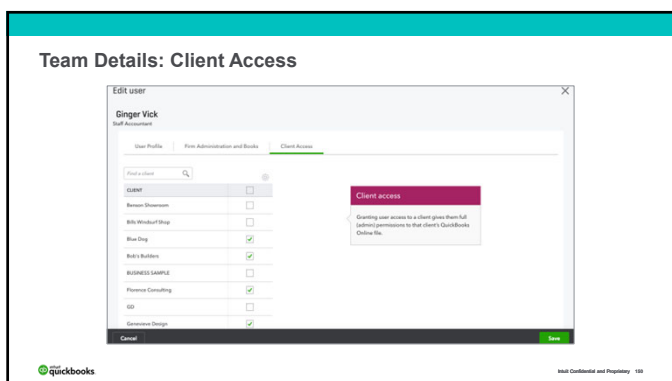 Team Details: Client Access
Edit user
Ginger Vick
Staff Accountant
User Profile
Firm Administration and Books
Client Access
Find a client
CLIENT
Benson Showroom
Bills Windsurf Shop
Blue Dog
Bob's Builders
BUSINESS SAMPLE
Florence Consulting
GD
Genevieve Design
Client access
Granting user access to a client gives them full
(admin) permissions to that client's QuickBooks
Online file.
Cancel
Save
intuit
quickbooks
Intuit Confidential and Proprietary